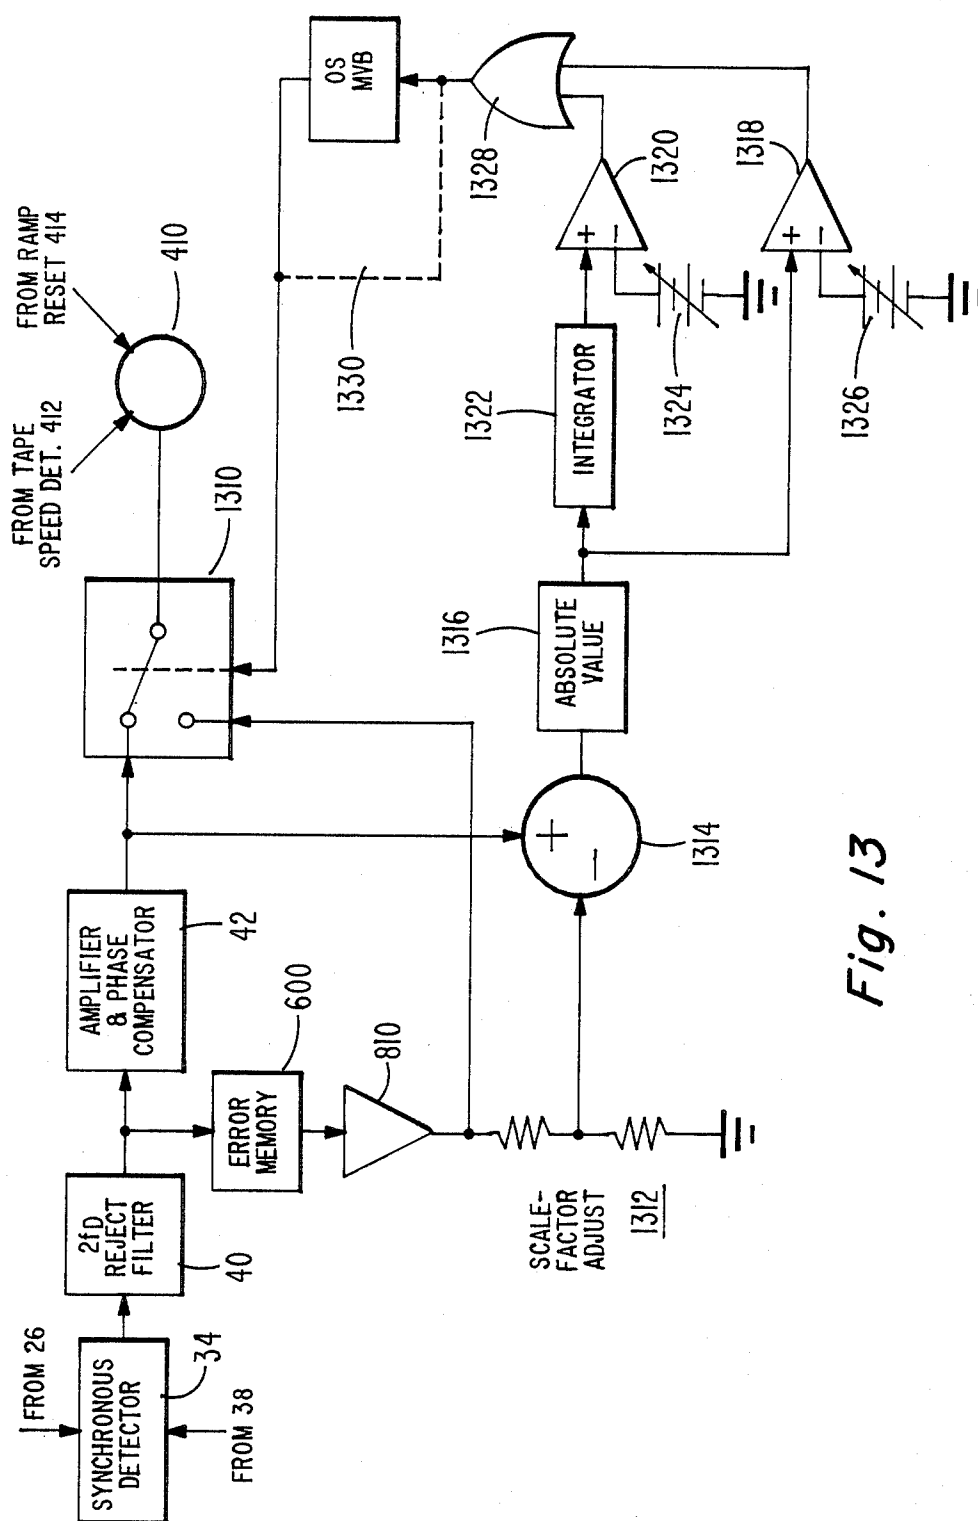 FROM 26
SYNCHRONOUS
DETECTOR
34
FROM 38
2fD
REJECT
FILTER
40
AMPLIFIER
& PHASE
COMPENSATOR
42
ERROR
MEMORY
600
810
SCALE-
FACTOR
ADJUST
1312
FROM TAPE
SPEED DET. 412
FROM RAMP
RESET 414
410
1310
+
−
1314
ABSOLUTE
VALUE
1316
INTEGRATOR
1322
1330
OS
MVB
1328
+
−
1320
1324
+
−
1318
1326
Fig. 13